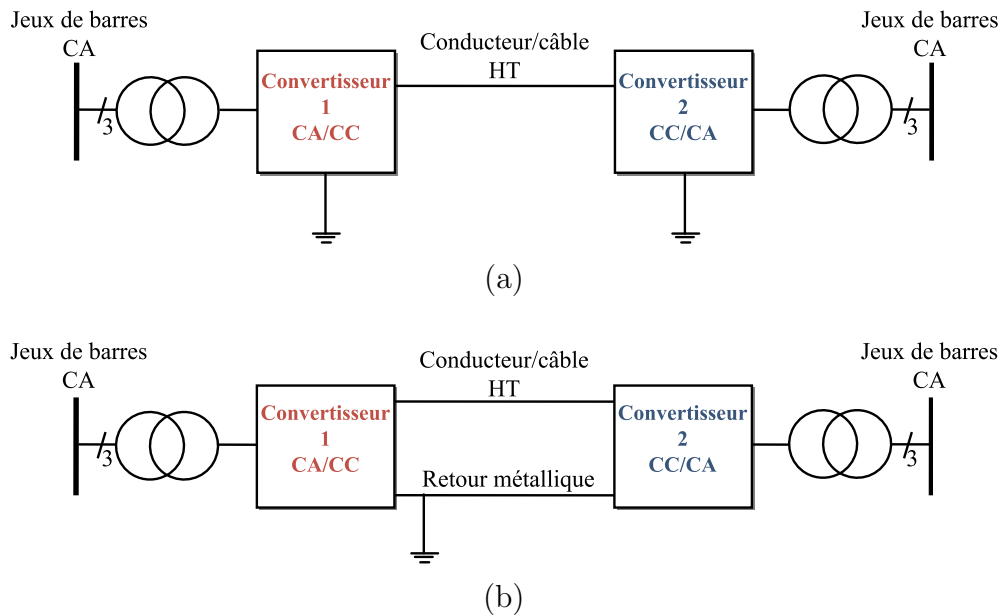 Jeux de barres
CA
Conducteur/câble
HT
Jeux de barres
CA
3
Convertisseur
1
CA/CC
Convertisseur
2
CC/CA
3
(a)
Jeux de barres
CA
Conducteur/câble
HT
Jeux de barres
CA
3
Convertisseur
1
CA/CC
Convertisseur
2
CC/CA
3
Retour métallique
(b)